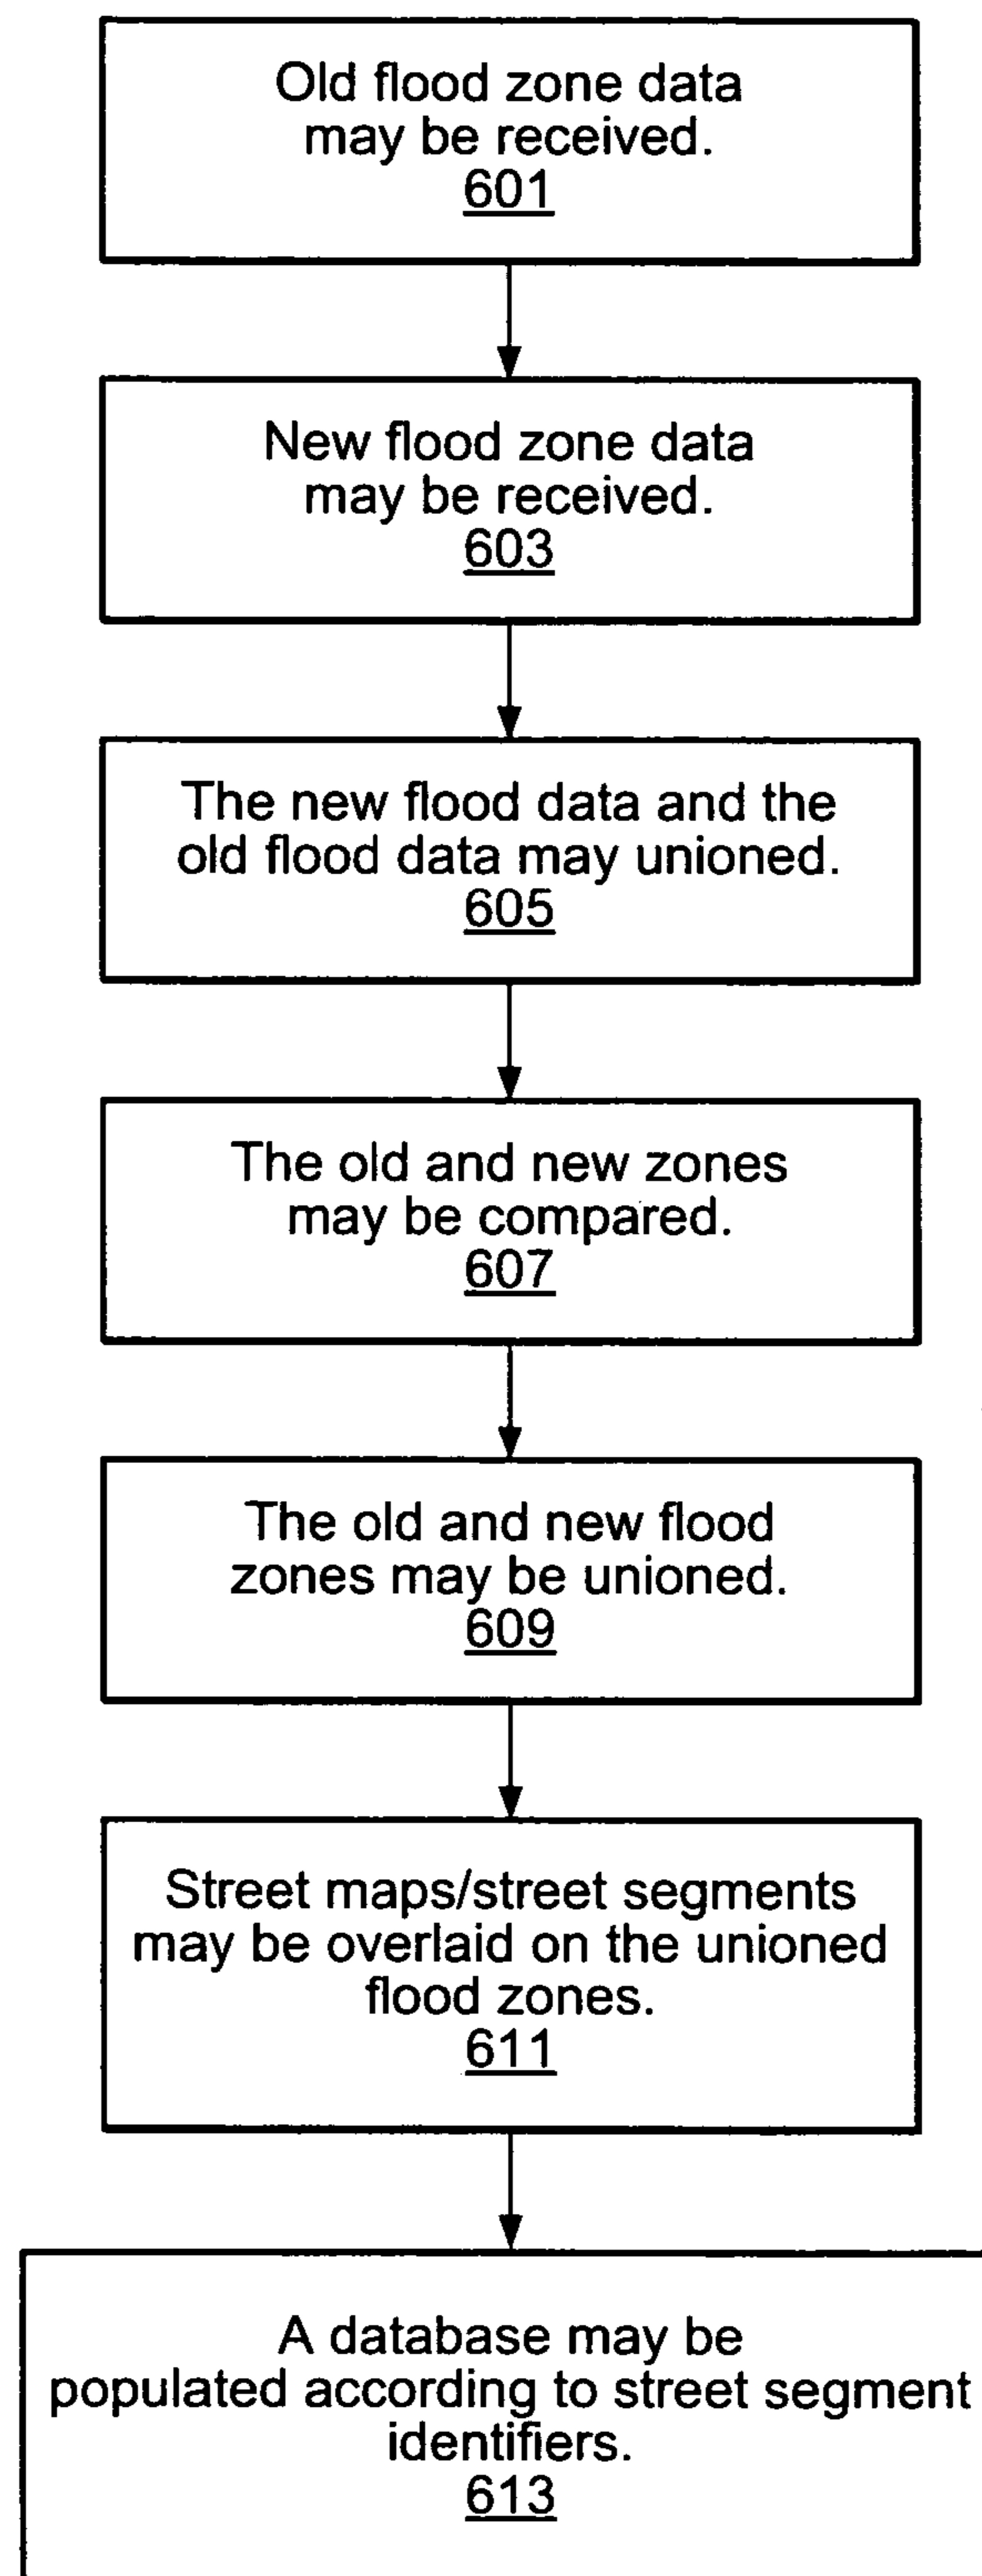 Old flood zone data
may be received.
601
New flood zone data
may be received.
603
The new flood data and the
old flood data may unioned.
605
The old and new zones
may be compared.
607
The old and new flood
zones may be unioned.
609
Street maps/street segments
may be overlaid on the unioned
flood zones.
611
A database may be
populated according to street segment
identifiers.
613